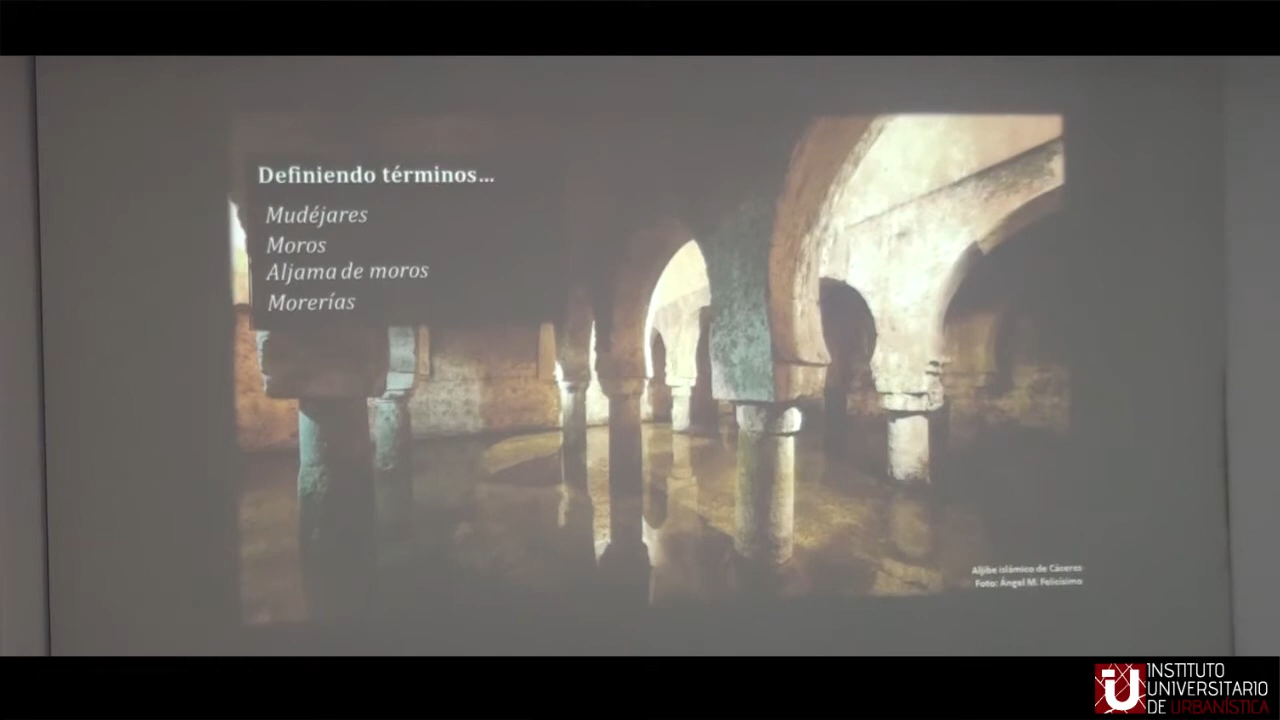 Definiendo términos...
Mudéjares
Moros
Aljama de moros
Morerías
Aljibe islámico de Cáceres
Foto: Ángel M. Felicísimo
INSTITUTO
UNIVERSITARIO
DE URBANÍSTICA